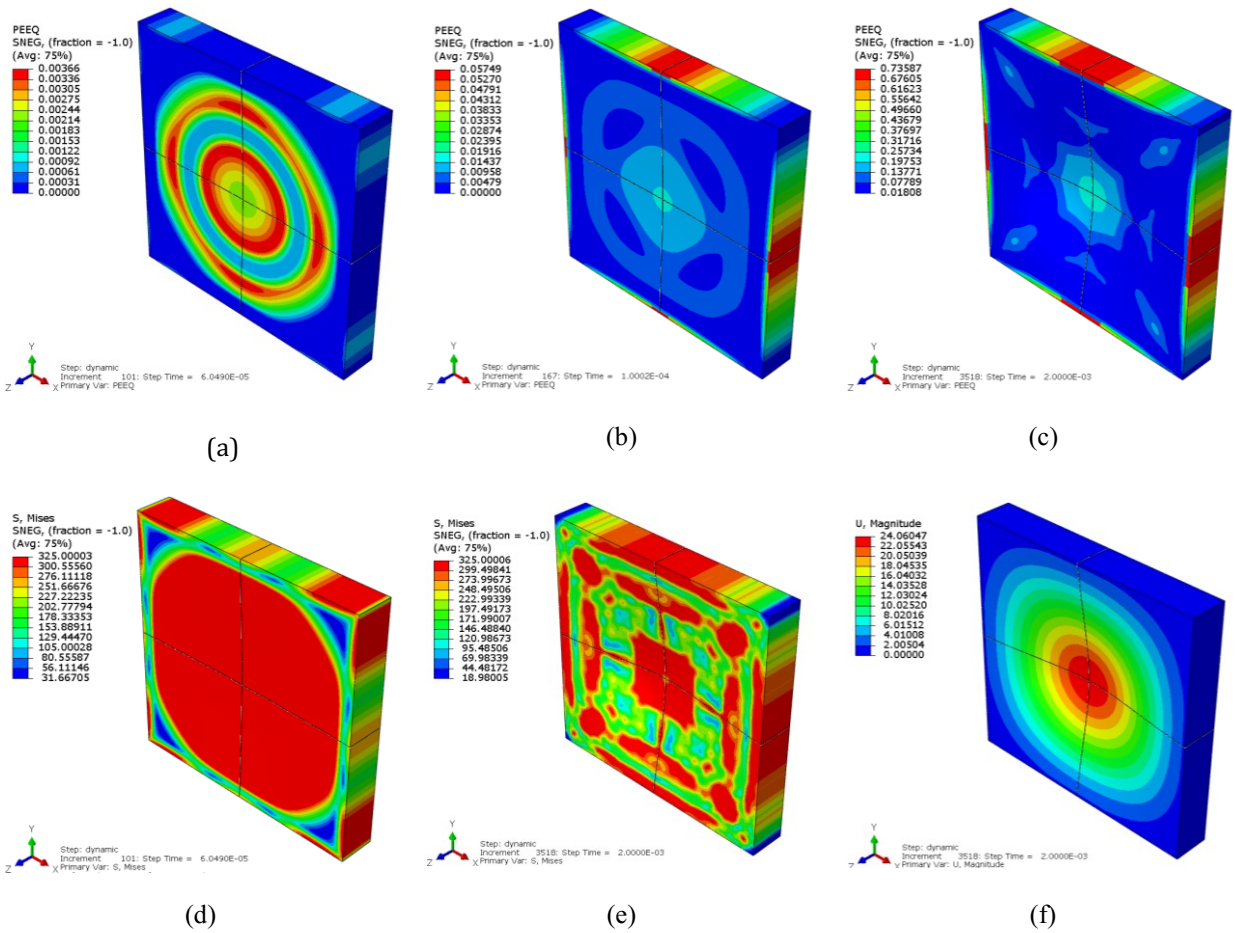 PEEQ
SNEG, (fraction = -1.0)
(Avg: 75%)
0.00366
0.00336
0.00305
0.00275
0.00244
0.00214
0.00183
0.00153
0.00122
0.00092
0.00061
0.00031
0.00000
Y
Z
X
Step: dynamic
Increment 101: Step Time = 6.0490E-05
Primary Var: PEEQ
(a)
PEEQ
SNEG, (fraction = -1.0)
(Avg: 75%)
0.05749
0.05270
0.04791
0.04312
0.03833
0.03353
0.02874
0.02395
0.01916
0.01437
0.00958
0.00479
0.00000
Y
Z
X
Step: dynamic
Increment 167: Step Time = 1.0002E-04
Primary Var: PEEQ
(b)
PEEQ
SNEG, (fraction = -1.0)
(Avg: 75%)
0.73587
0.67605
0.61623
0.55642
0.49660
0.43679
0.37697
0.31716
0.25734
0.19753
0.13771
0.07789
0.01808
Y
Z
X
Step: dynamic
Increment 3518: Step Time = 2.0000E-03
Primary Var: PEEQ
(c)
S, Mises
SNEG, (fraction = -1.0)
(Avg: 75%)
325.00003
300.55560
276.11118
251.66676
227.22235
202.77794
178.33353
153.88911
129.44470
105.00028
80.55587
56.11146
31.66705
Y
Z
X
Step: dynamic
Increment 101: Step Time = 6.0490E-05
Primary Var: S, Mises
(d)
S, Mises
SNEG, (fraction = -1.0)
(Avg: 75%)
325.00006
299.49841
273.99673
248.49506
222.99339
197.49173
171.99007
146.48840
120.98673
95.48506
69.98339
44.48172
18.98005
Y
Z
X
Step: dynamic
Increment 3518: Step Time = 2.0000E-03
Primary Var: S, Mises
(e)
U, Magnitude
24.06047
22.05543
20.05039
18.04535
16.04032
14.03528
12.03024
10.02520
8.02016
6.01512
4.01008
2.00504
0.00000
Y
Z
X
Step: dynamic
Increment 3518: Step Time = 2.0000E-03
Primary Var: U, Magnitude
(f)